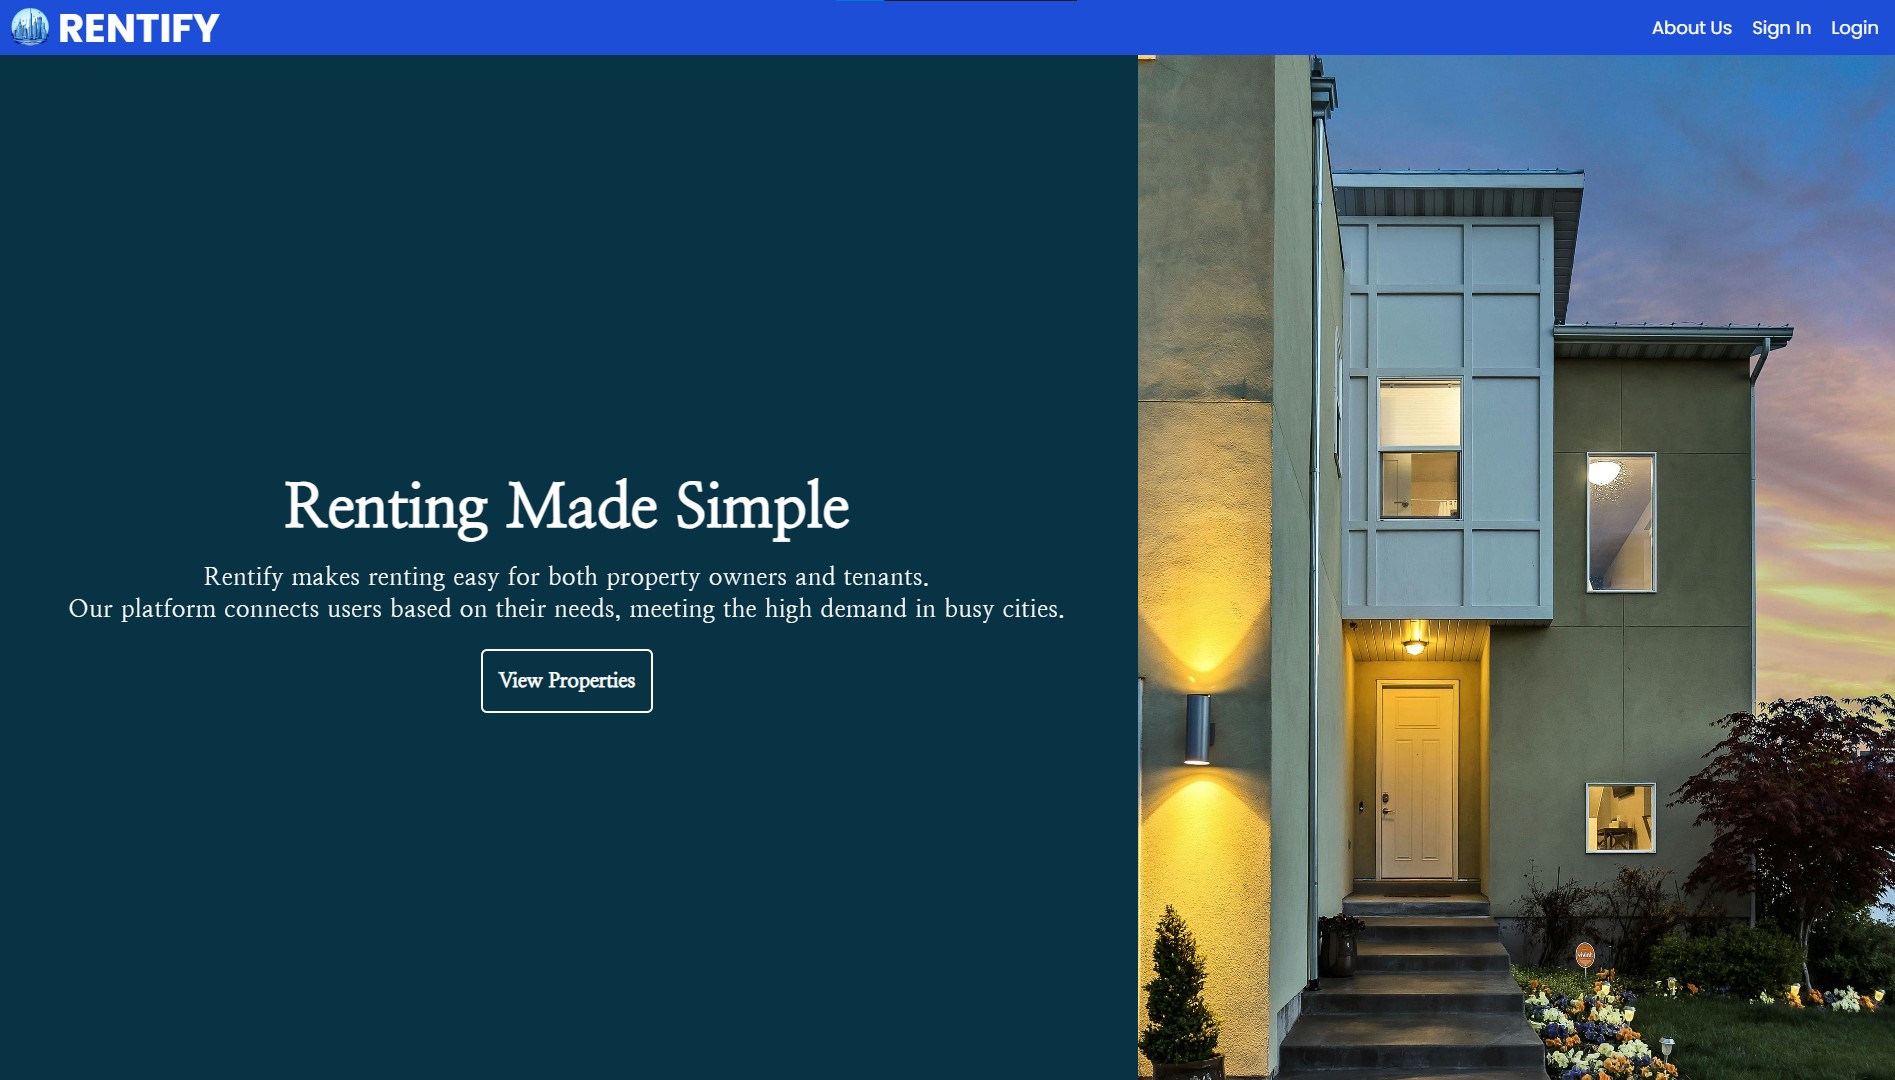 RENTIFY
About Us Sign In Login
Renting Made Simple
Rentify makes renting easy for both property owners and tenants.
Our platform connects users based on their needs, meeting the high demand in busy cities.
View Properties
vivint